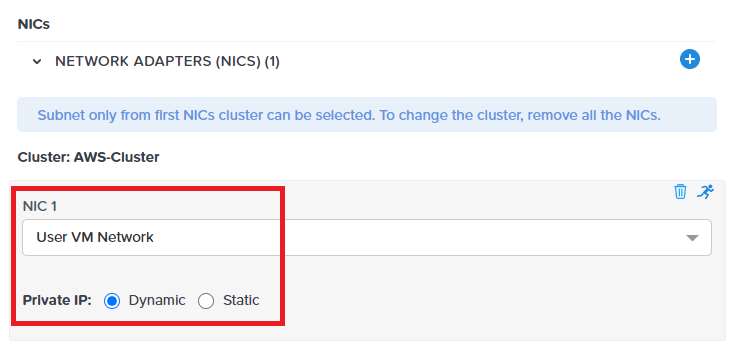 NICs
NETWORK ADAPTERS (NICS) (1)
Subnet only from first NICs cluster can be selected. To change the cluster, remove all the NICs.
Cluster: AWS-Cluster
NIC 1
User VM Network
Private IP: Dynamic Static